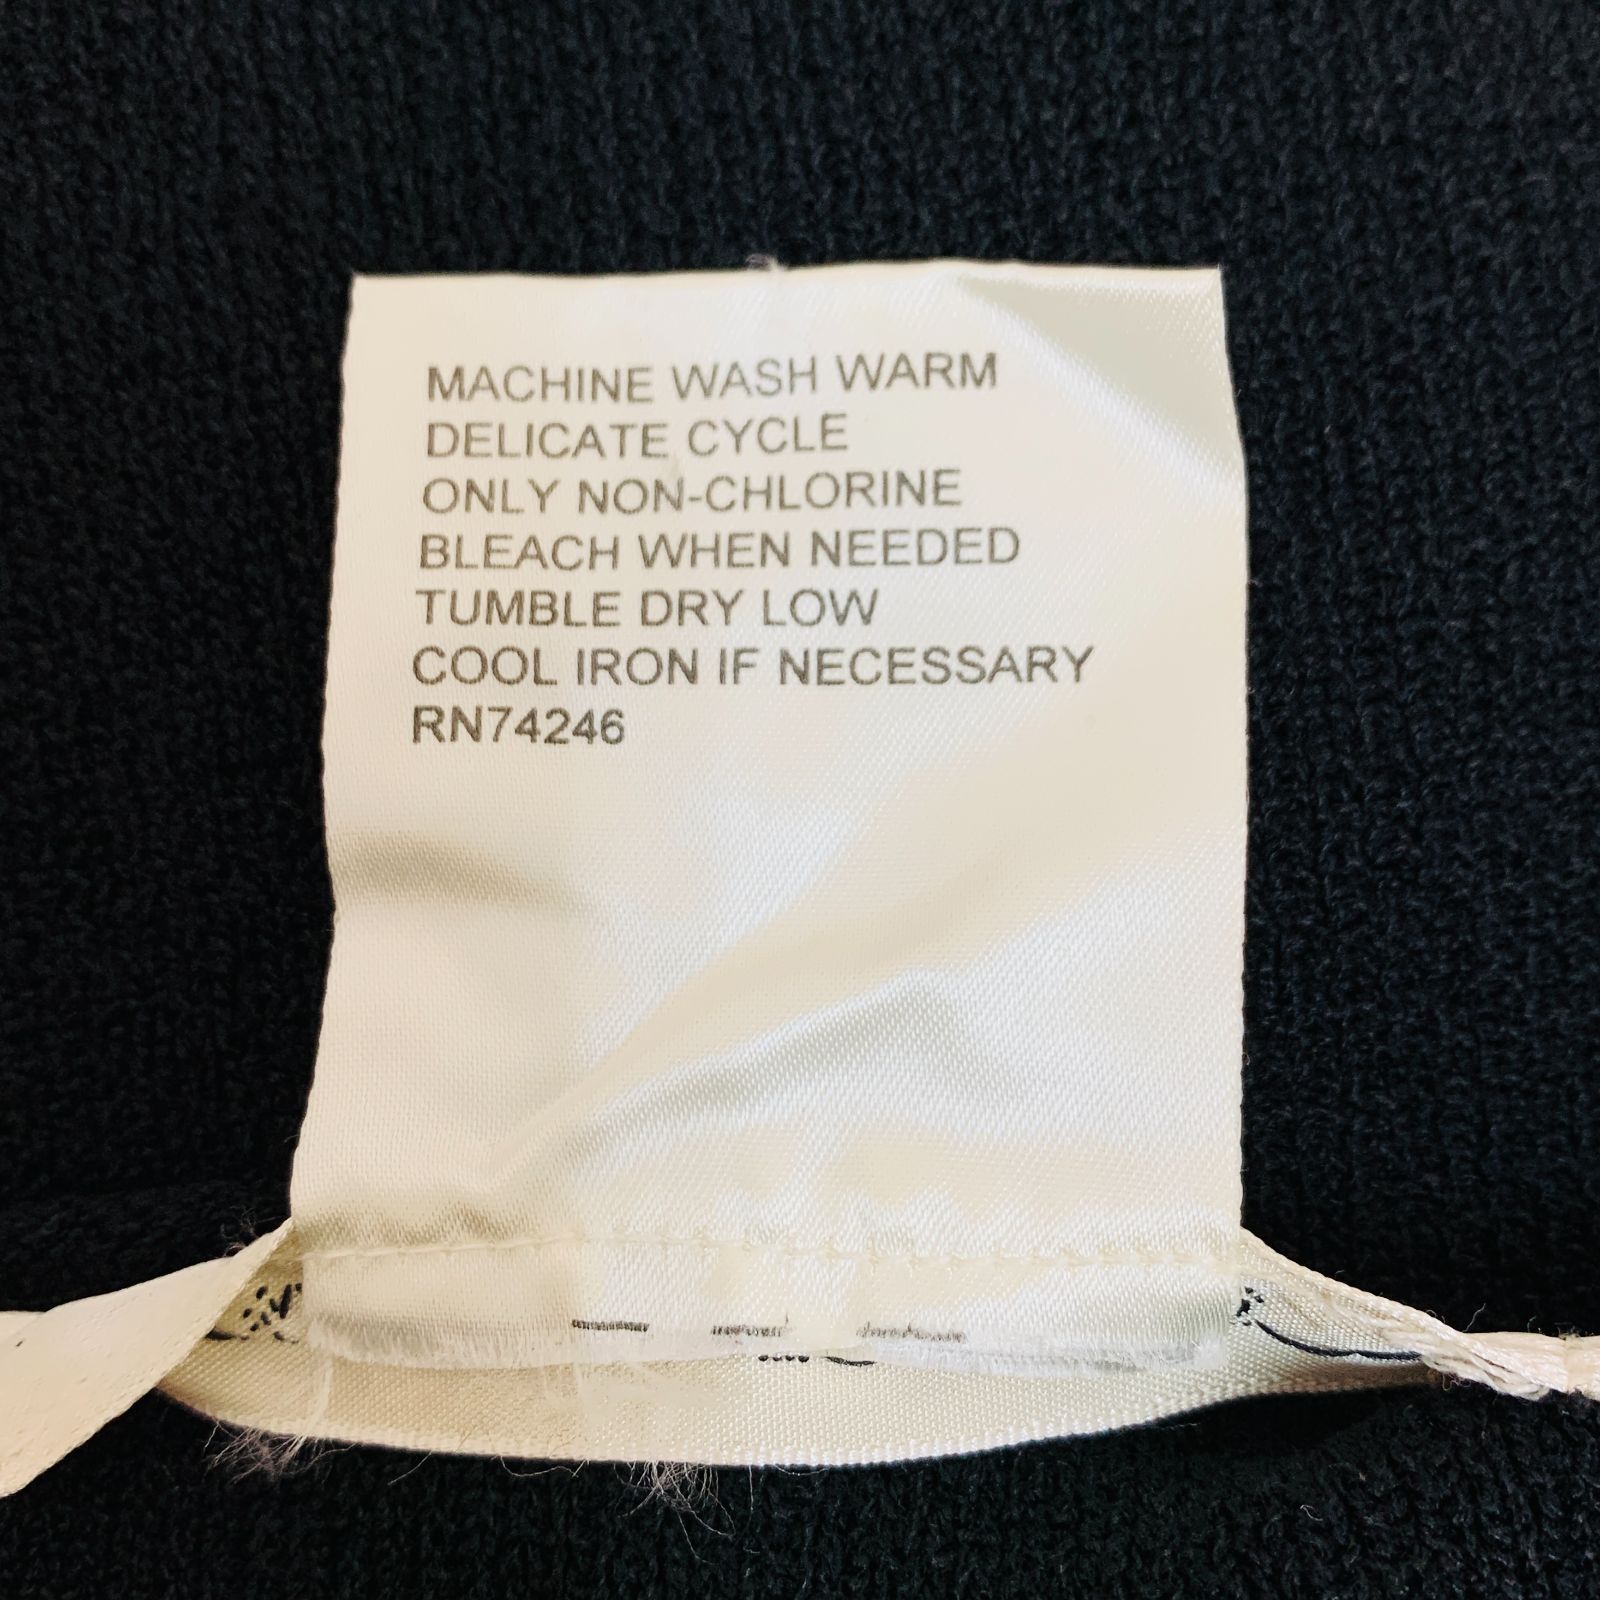 MACHINE WASH WARM
DELICATE CYCLE
ONLY NON-CHLORINE
BLEACH WHEN NEEDED
TUMBLE DRY LOW
COOL IRON IF NECESSARY
RN74246